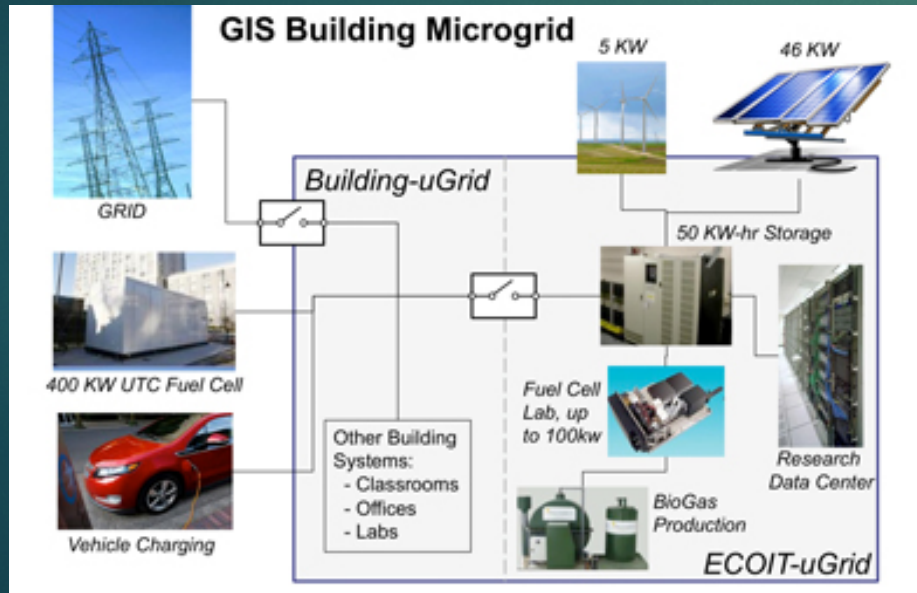 GIS Building Microgrid
5 KW
46 KW
GRID
Building-uGrid
50 KW-hr Storage
400 KW UTC Fuel Cell
Fuel Cell
Lab, up
to 100kw
Other Building
Systems:
- Classrooms
- Offices
- Labs
Research
Data Center
BioGas
Production
Vehicle Charging
ECOIT-uGrid